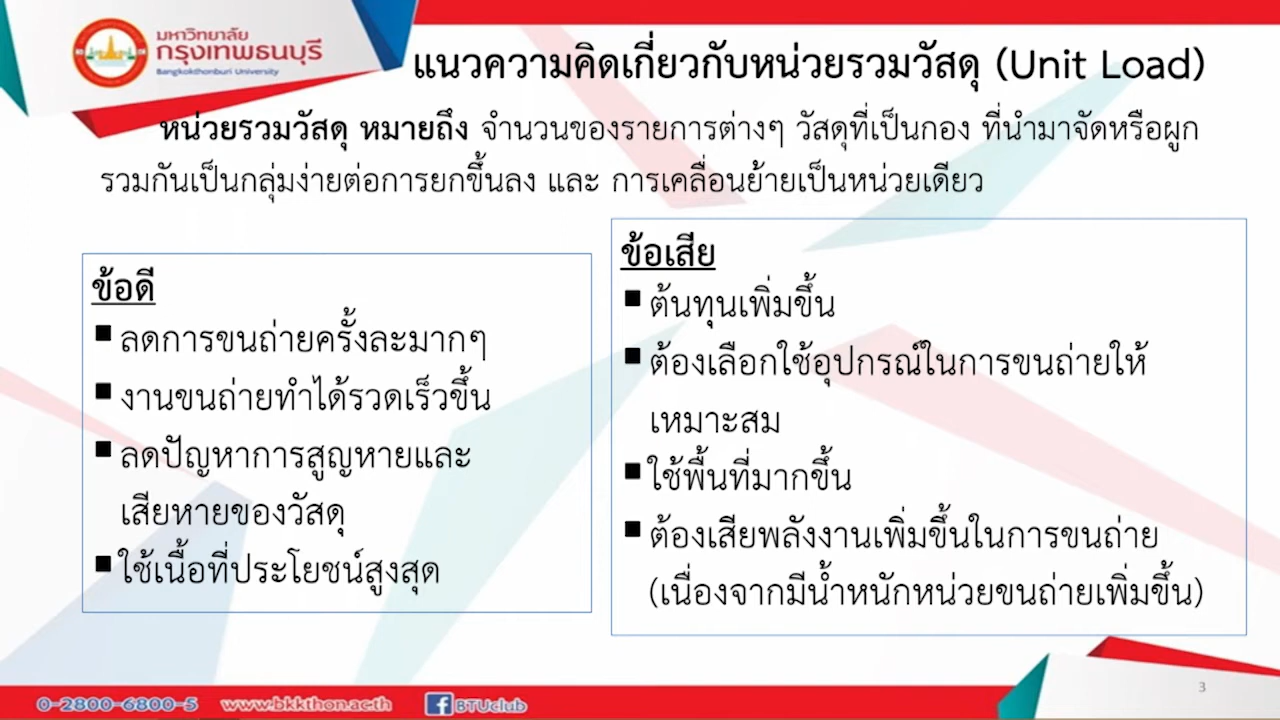 มหาวิทยาลัย
กรุงเทพธนบุรี
Bangkokthonburi University
แนวความคิดเกี่ยวกับหน่วยรวมวัสดุ (Unit Load)
หน่วยรวมวัสดุ หมายถึง จำนวนของรายการต่างๆ วัสดุที่เป็นกอง ที่นำมาจัดหรือผูก
รวมกันเป็นกลุ่มง่ายต่อการยกขึ้นลง และ การเคลื่อนย้ายเป็นหน่วยเดียว
ข้อดี
▪ ลดการขนถ่ายครั้งละมากๆ
▪ งานขนถ่ายทำได้รวดเร็วขึ้น
▪ ลดปัญหาการสูญหายและ
เสียหายของวัสดุ
▪ ใช้เนื้อที่ประโยชน์สูงสุด
ข้อเสีย
▪ ต้นทุนเพิ่มขึ้น
▪ ต้องเลือกใช้อุปกรณ์ในการขนถ่ายให้
เหมาะสม
▪ ใช้พื้นที่มากขึ้น
▪ ต้องเสียพลังงานเพิ่มขึ้นในการขนถ่าย
(เนื่องจากมีน้ำหนักหน่วยขนถ่ายเพิ่มขึ้น)
0-2800-6800-5 www.bkkthon.ac.th f BTUclub
3